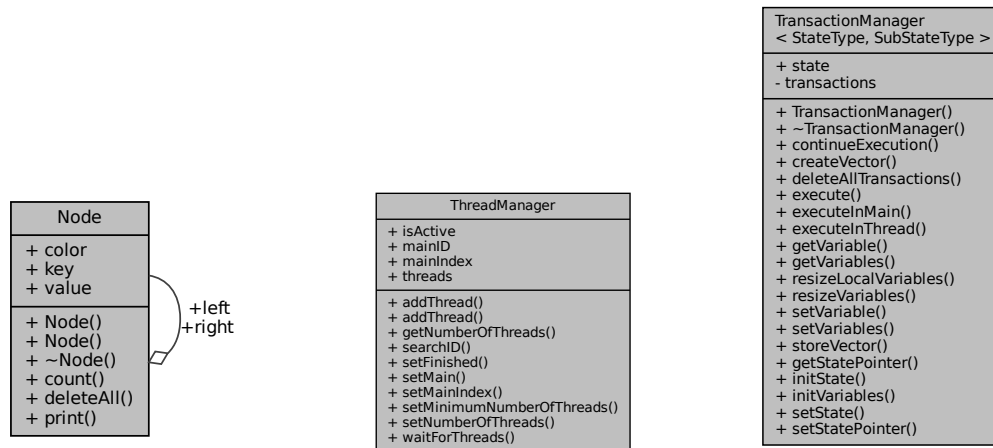 Node
+ color
+ key
+ value
+ Node()
+ Node()
+ ~Node()
+ count()
+ deleteAll()
+ print()
+left
+right
ThreadManager
+ isActive
+ mainID
+ mainIndex
+ threads
+ addThread()
+ addThread()
+ getNumberOfThreads()
+ searchID()
+ setFinished()
+ setMain()
+ setMainIndex()
+ setMinimumNumberOfThreads()
+ setNumberOfThreads()
+ waitForThreads()
TransactionManager
< StateType, SubStateType >
+ state
- transactions
+ TransactionManager()
+ ~TransactionManager()
+ continueExecution()
+ createVector()
+ deleteAllTransactions()
+ execute()
+ executeInMain()
+ executeInThread()
+ getVariable()
+ getVariables()
+ resizeLocalVariables()
+ resizeVariables()
+ setVariable()
+ setVariables()
+ storeVector()
+ getStatePointer()
+ initState()
+ initVariables()
+ setState()
+ setStatePointer()